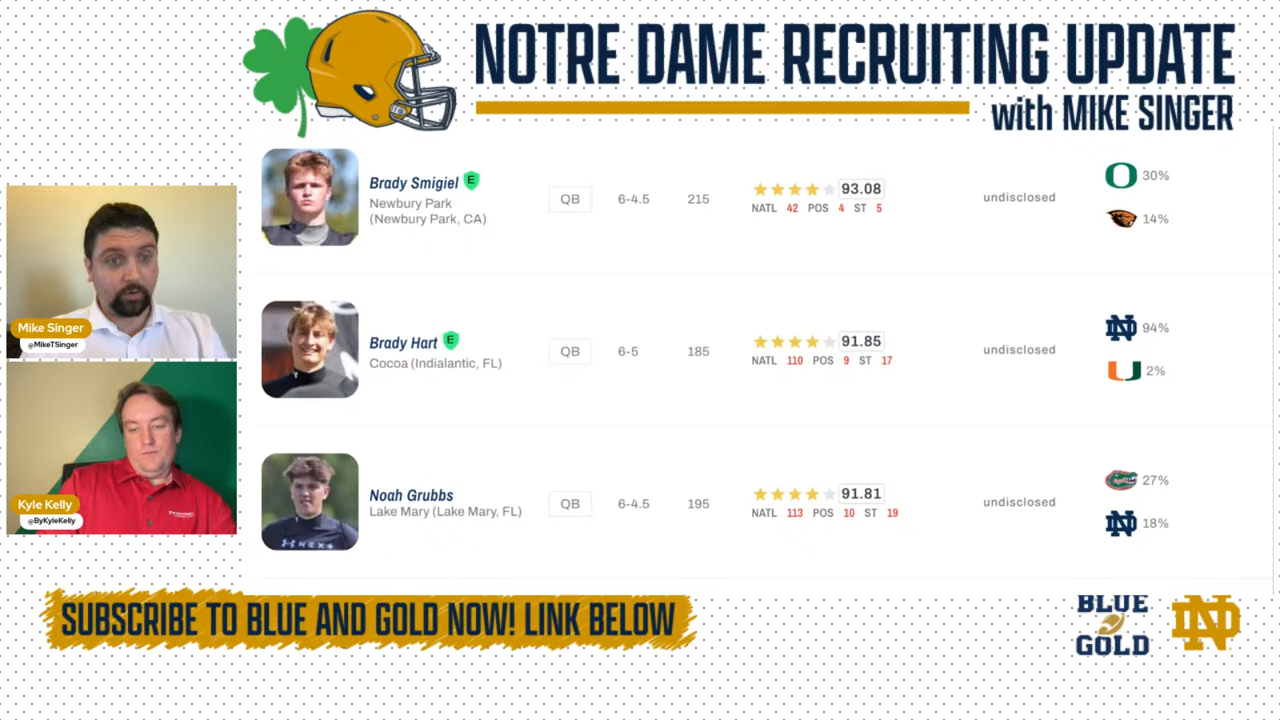 NOTRE DAME RECRUITING UPDATE
with MIKE SINGER
Brady Smigiel E
Newbury Park
(Newbury Park, CA)
QB 6-4.5 215
93.08
NATL 42 POS 4 ST 5
undisclosed
O 30%
14%
Brady Hart E
Cocoa (Indialantic, FL)
QB 6-5 185
91.85
NATL 110 POS 9 ST 17
undisclosed
ND 94%
U 2%
Noah Grubbs
Lake Mary (Lake Mary, FL)
QB 6-4.5 195
91.81
NATL 113 POS 10 ST 19
undisclosed
27%
ND 18%
Mike Singer
@MikeTSinger
Kyle Kelly
@ByKyleKelly
SUBSCRIBE TO BLUE AND GOLD NOW! LINK BELOW
BLUE
GOLD
ND